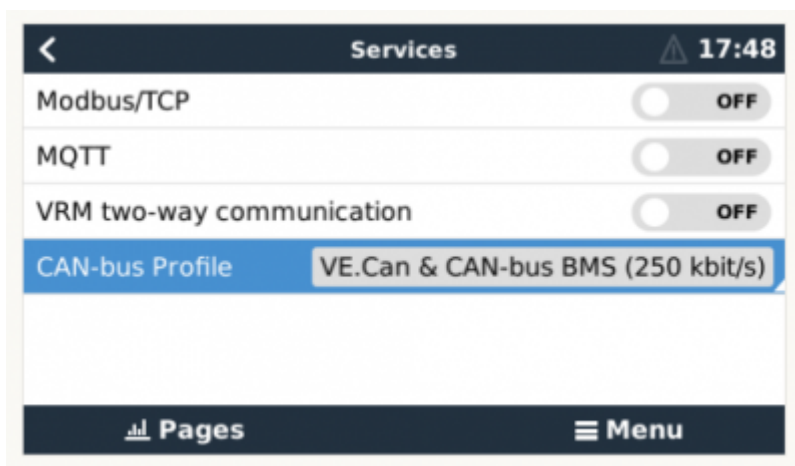 Services 17:48
Modbus/TCP OFF
MQTT OFF
VRM two-way communication OFF
CAN-bus Profile VE.Can & CAN-bus BMS (250 kbit/s)
Pages Menu